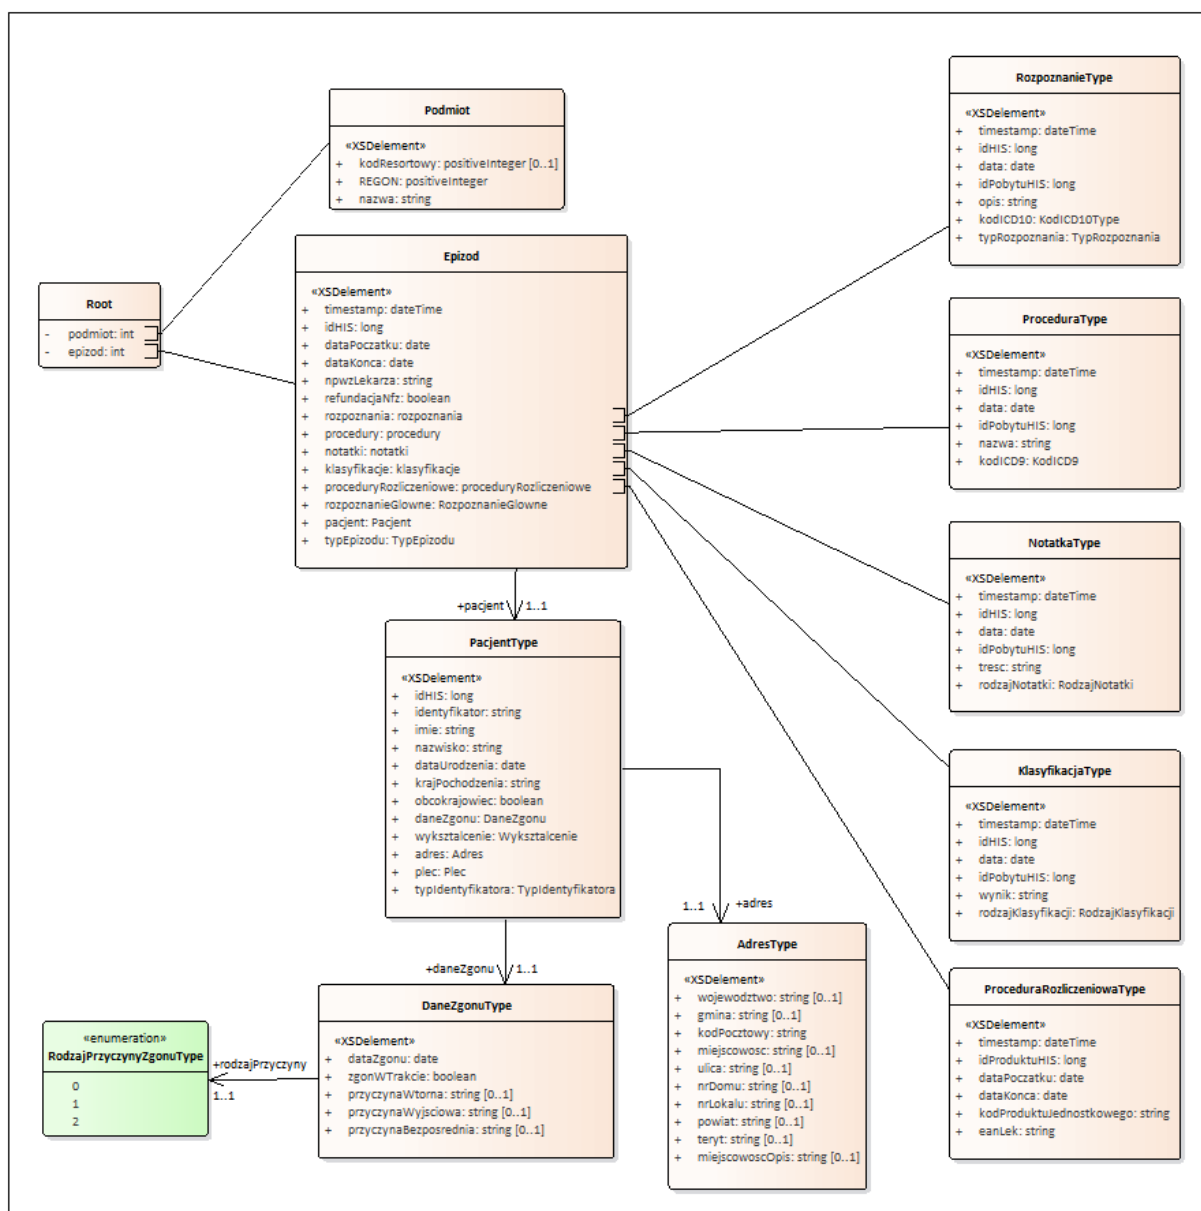 Podmiot
«XSDelement»
+ kodResortowy: positiveInteger [0..1]
+ REGON: positiveInteger
+ nazwa: string
Root
- podmiot: int
- epizod: int
Epizod
«XSDelement»
+ timestamp: dateTime
+ idHIS: long
+ dataPoczatku: date
+ dataKonca: date
+ npwzLekarza: string
+ refundacjaNfz: boolean
+ rozpoznania: rozpoznania
+ procedury: procedury
+ notatki: notatki
+ klasyfikacje: klasyfikacje
+ proceduryRozliczeniowe: proceduryRozliczeniowe
+ rozpoznanieGlowne: RozpoznanieGlowne
+ pacjent: Pacjent
+ typEpizodu: TypEpizodu
+pacjent 1..1
PacjentType
«XSDelement»
+ idHIS: long
+ identyfikator: string
+ imie: string
+ nazwisko: string
+ dataUrodzenia: date
+ krajPochodzenia: string
+ obcokrajowiec: boolean
+ daneZgonu: DaneZgonu
+ wyksztalcenie: Wyksztalcenie
+ adres: Adres
+ plec: Plec
+ typIdentyfikatora: TypIdentyfikatora
+daneZgonu 1..1
1..1 +adres
DaneZgonuType
«XSDelement»
+ dataZgonu: date
+ zgonWTrakcie: boolean
+ przyczynaWtorna: string [0..1]
+ przyczynaWyjsciowa: string [0..1]
+ przyczynaBezposrednia: string [0..1]
+rodzajPrzyczyny
1..1
«enumeration»
RodzajPrzyczynyZgonuType
0
1
2
AdresType
«XSDelement»
+ wojewodztwo: string [0..1]
+ gmina: string [0..1]
+ kodPocztowy: string
+ miejscowosc: string [0..1]
+ ulica: string [0..1]
+ nrDomu: string [0..1]
+ nrLokalu: string [0..1]
+ powiat: string [0..1]
+ teryt: string [0..1]
+ miejscowoscOpis: string [0..1]
RozpoznanieType
«XSDelement»
+ timestamp: dateTime
+ idHIS: long
+ data: date
+ idPobytuHIS: long
+ opis: string
+ kodICD10: KodICD10Type
+ typRozpoznania: TypRozpoznania
ProceduraType
«XSDelement»
+ timestamp: dateTime
+ idHIS: long
+ data: date
+ idPobytuHIS: long
+ nazwa: string
+ kodICD9: KodICD9
NotatkaType
«XSDelement»
+ timestamp: dateTime
+ idHIS: long
+ data: date
+ idPobytuHIS: long
+ tresc: string
+ rodzajNotatki: RodzajNotatki
KlasyfikacjaType
«XSDelement»
+ timestamp: dateTime
+ idHIS: long
+ data: date
+ idPobytuHIS: long
+ wynik: string
+ rodzajKlasyfikacji: RodzajKlasyfikacji
ProceduraRozliczeniowaType
«XSDelement»
+ timestamp: dateTime
+ idProduktuHIS: long
+ dataPoczatku: date
+ dataKonca: date
+ kodProduktuJednostkowego: string
+ eanLek: string